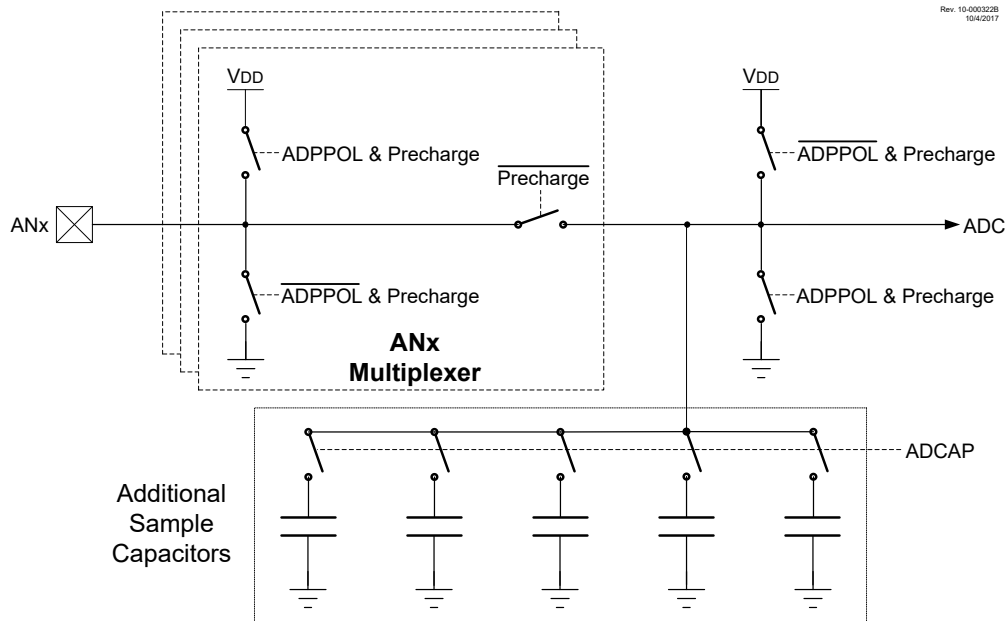 Rev. 10-000322B
10/4/2017
VDD
VDD
ADPPOL & Precharge
ADPPOL & Precharge
Precharge
ANx
ADC
ADPPOL & Precharge
ADPPOL & Precharge
ANx
Multiplexer
ADCAP
Additional
Sample
Capacitors